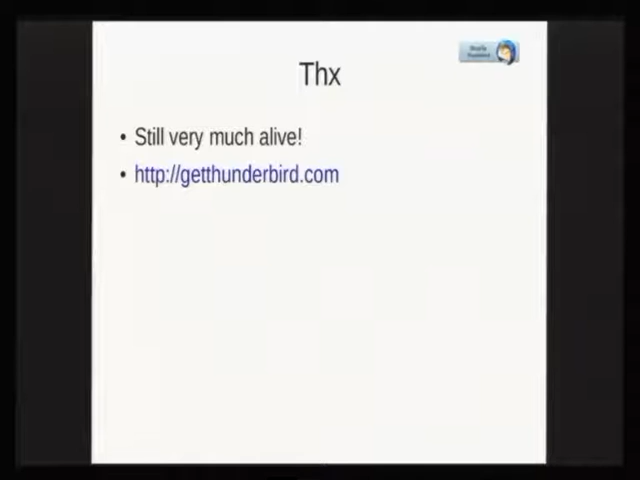 Thx
• Still very much alive!
• http://getthunderbird.com